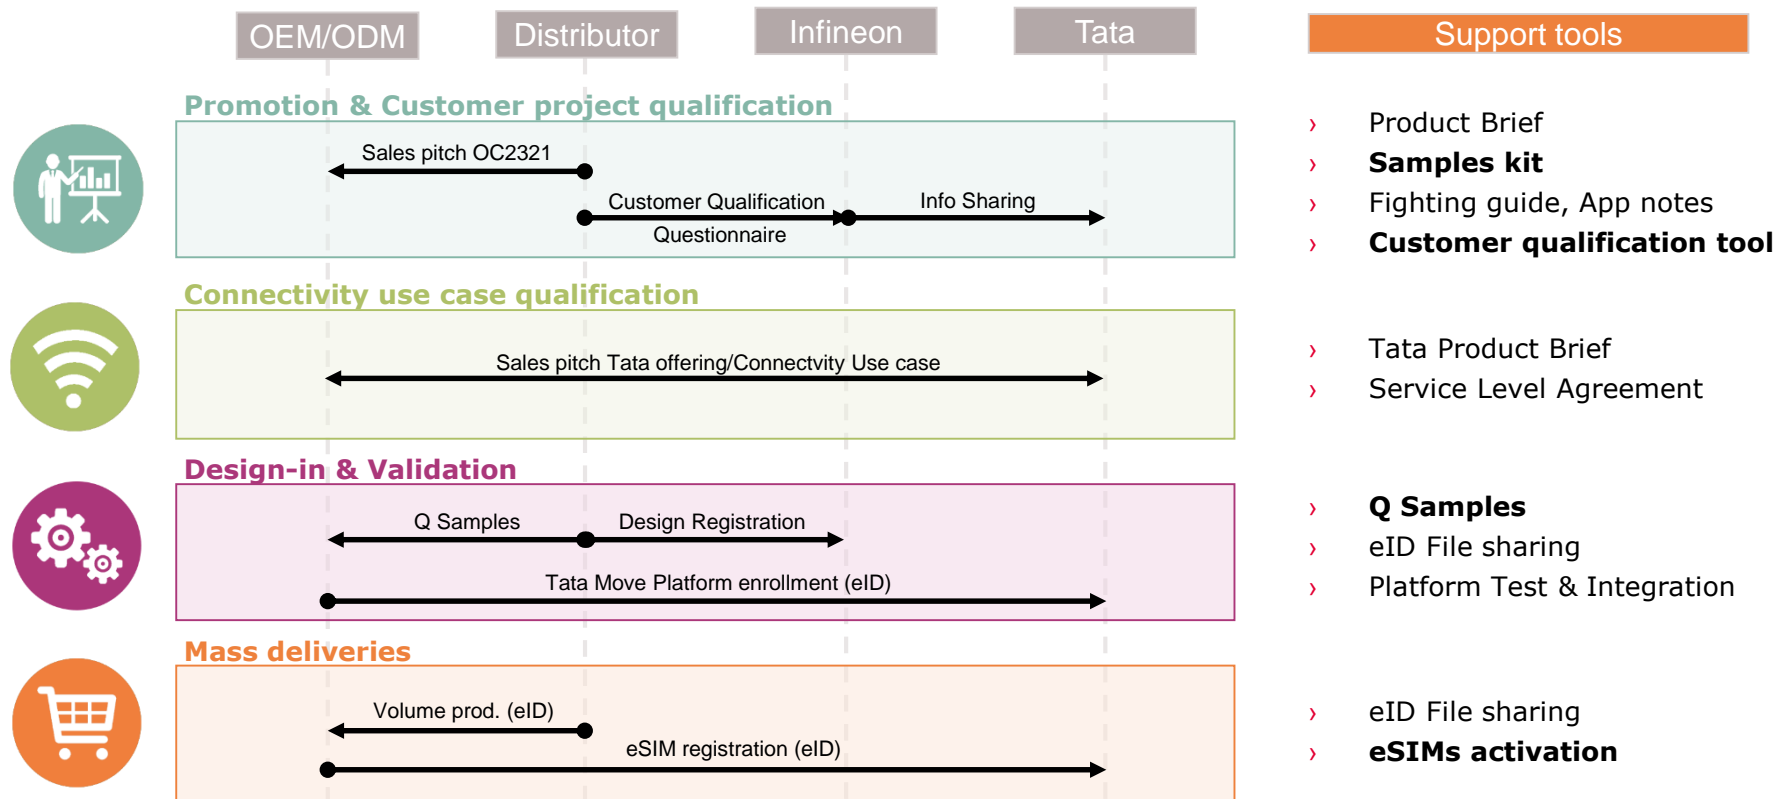 OEM/ODM
Distributor
Infineon
Tata
Support tools
Promotion & Customer project qualification
Sales pitch OC2321
Customer Qualification
Questionnaire
Info Sharing
› Product Brief
› Samples kit
› Fighting guide, App notes
› Customer qualification tool
Connectivity use case qualification
Sales pitch Tata offering/Connectvity Use case
› Tata Product Brief
› Service Level Agreement
Design-in & Validation
Q Samples
Design Registration
Tata Move Platform enrollment (eID)
› Q Samples
› eID File sharing
› Platform Test & Integration
Mass deliveries
Volume prod. (eID)
eSIM registration (eID)
› eID File sharing
› eSIMs activation